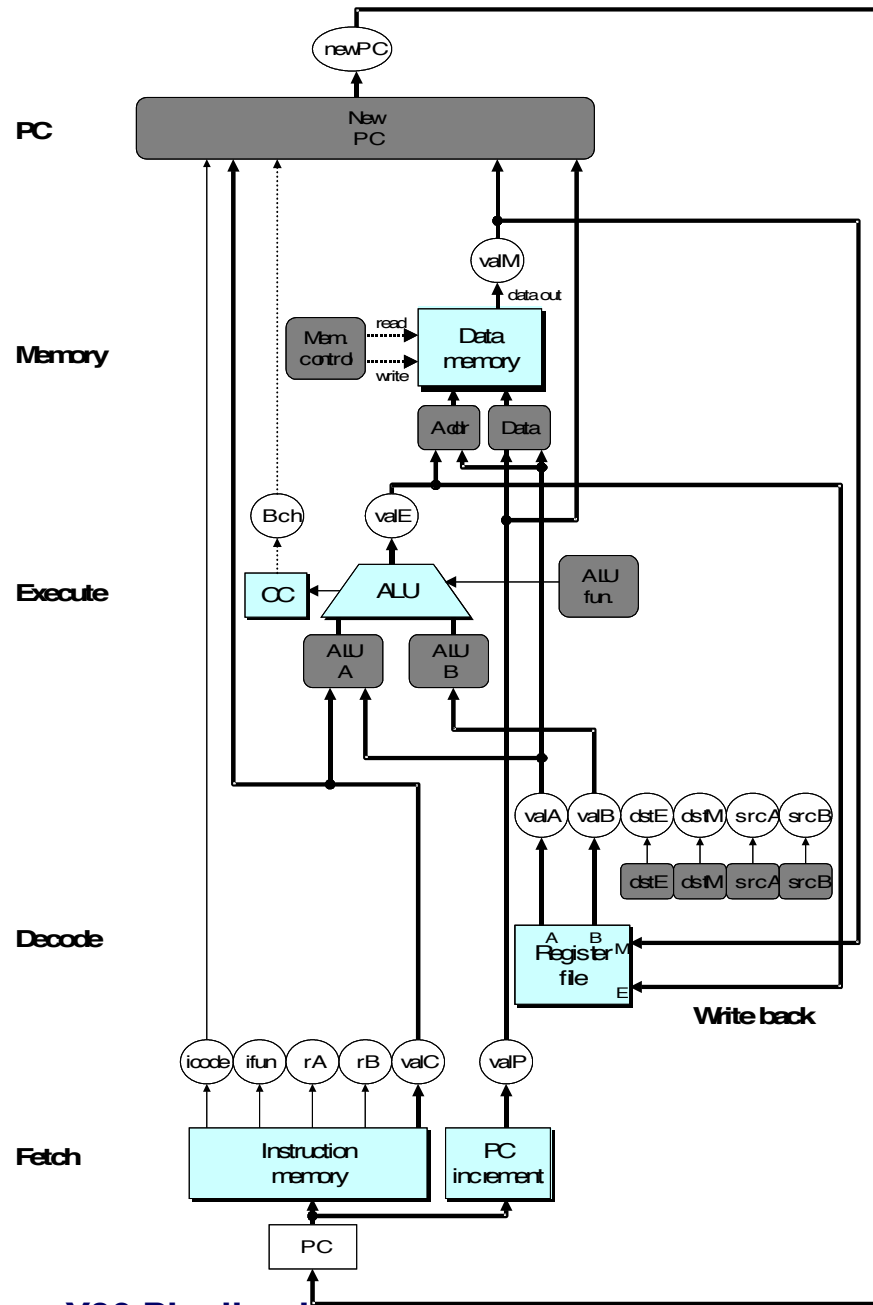 newPC
PC
New
PC
valM
data out
read
Mem.
control
Data
memory
Memory
write
Addr
Data
Bch
valE
ALU
fun.
CC
ALU
Execute
ALU
A
ALU
B
valA
valB
dstE
dstM
srcA
srcB
dstE
dstM
srcA
srcB
Decode
A
B
M
Register
file
E
Write back
icode
ifun
rA
rB
valC
valP
Fetch
Instruction
memory
PC
increment
PC